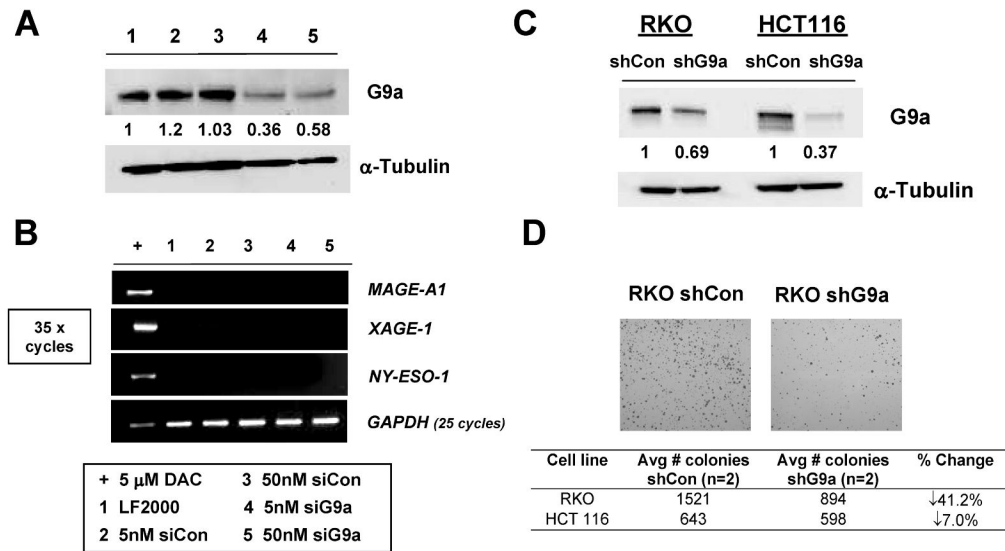 A
1 2 3 4 5
G9a
1 1.2 1.03 0.36 0.58
α-Tubulin
B
+ 1 2 3 4 5
35 x
cycles
MAGE-A1
XAGE-1
NY-ESO-1
GAPDH (25 cycles)
+ 5 µM DAC 3 50nM siCon
1 LF2000 4 5nM siG9a
2 5nM siCon 5 50nM siG9a
C
RKO HCT116
shCon shG9a shCon shG9a
G9a
1 0.69 1 0.37
α-Tubulin
D
RKO shCon RKO shG9a
Cell line Avg # colonies shCon (n=2) Avg # colonies shG9a (n=2) % Change
RKO 1521 894 ↓41.2%
HCT 116 643 598 ↓7.0%